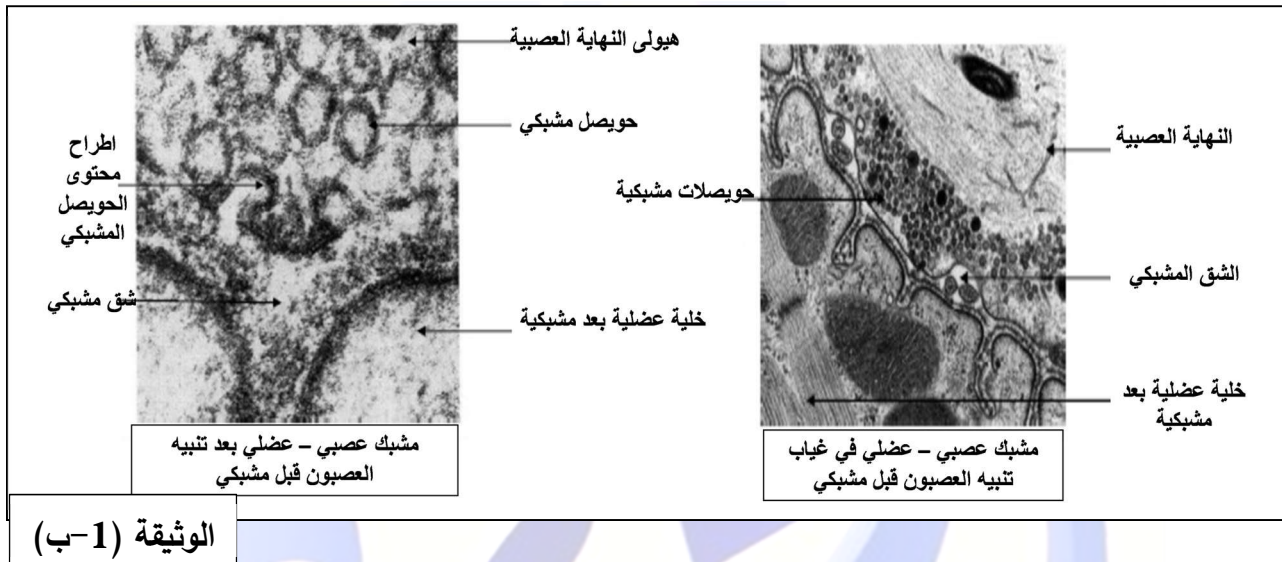 النهاية العصبية
حويصلات مشبكية
الشق المشبكي
خلية عضلية بعد
مشبكية
مشبك عصبي – عضلي في غياب
تنبيه العصبون قبل مشبكي
هيولى النهاية العصبية
حويصل مشبكي
اطراح
محتوى
الحويصل
المشبكي
شق مشبكي
خلية عضلية بعد مشبكية
مشبك عصبي – عضلي بعد تنبيه
العصبون قبل مشبكي
الوثيقة (1-ب)